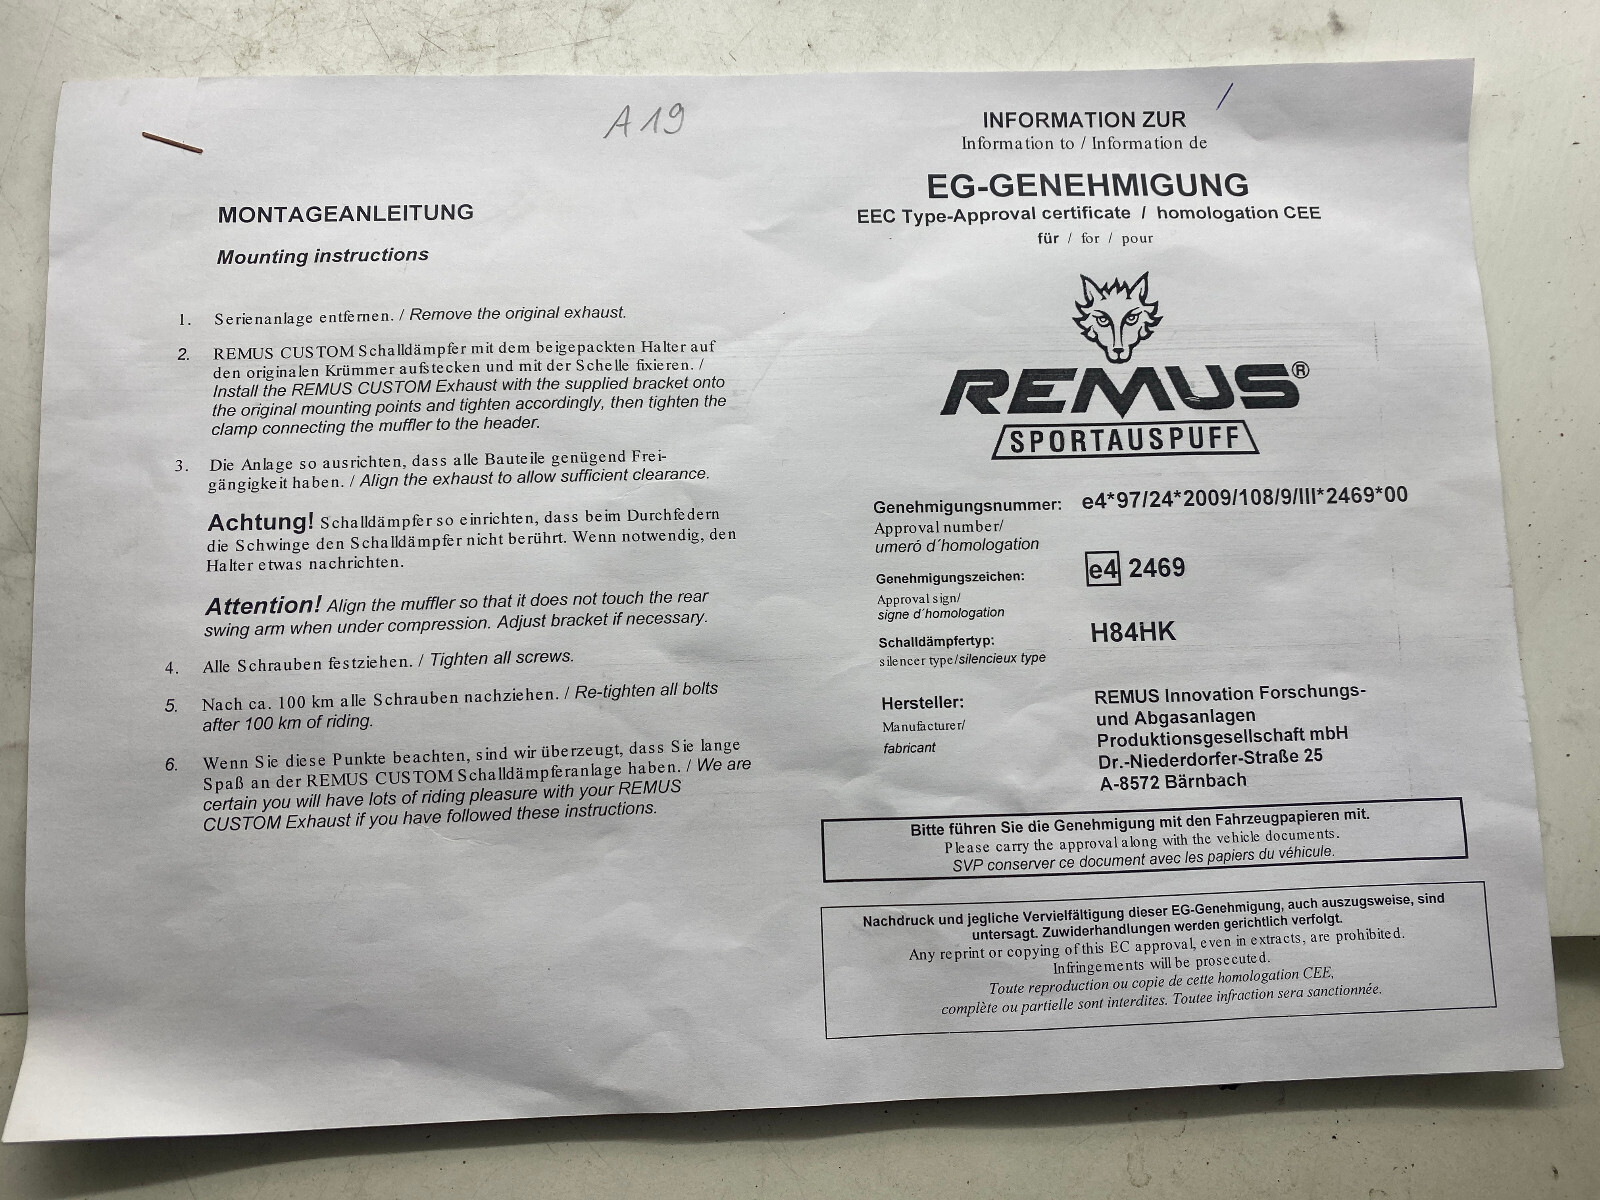 A 19
MONTAGEANLEITUNG
Mounting instructions
1. Serienanlage entfernen. / Remove the original exhaust.
2. REMUS CUSTOM Schalldämpfer mit dem beigepackten Halter auf
den originalen Krümmer aufstecken und mit der Schelle fixieren. /
Install the REMUS CUSTOM Exhaust with the supplied bracket onto
the original mounting points and tighten accordingly, then tighten the
clamp connecting the muffler to the header.
3. Die Anlage so ausrichten, dass alle Bauteile genügend Frei-
gängigkeit haben. / Align the exhaust to allow sufficient clearance.
Achtung! Schalldämpfer so einrichten, dass beim Durchfedern
die Schwinge den Schalldämpfer nicht berührt. Wenn notwendig, den
Halter etwas nachrichten.
Attention! Align the muffler so that it does not touch the rear
swing arm when under compression. Adjust bracket if necessary.
4. Alle Schrauben festziehen. / Tighten all screws.
5. Nach ca. 100 km alle Schrauben nachziehen. / Re-tighten all bolts
after 100 km of riding.
6. Wenn Sie diese Punkte beachten, sind wir überzeugt, dass Sie lange
Spaß an der REMUS CUSTOM Schalldämpferanlage haben. / We are
certain you will have lots of riding pleasure with your REMUS
CUSTOM Exhaust if you have followed these instructions.
INFORMATION ZUR
Information to / Information de
EG-GENEHMIGUNG
EEC Type-Approval certificate / homologation CEE
für / for / pour
REMUS®
SPORTAUSPUFF
Genehmigungsnummer: e4*97/24*2009/108/9/III*2469*00
Approval number/
umeró d´homologation
Genehmigungszeichen: e4 2469
Approval sign/
signe d´homologation
Schalldämpfertyp: H84HK
silencer type/silencieux type
Hersteller: REMUS Innovation Forschungs-
Manufacturer/ und Abgasanlagen
fabricant Produktionsgesellschaft mbH
Dr.-Niederdorfer-Straße 25
A-8572 Bärnbach
Bitte führen Sie die Genehmigung mit den Fahrzeugpapieren mit.
Please carry the approval along with the vehicle documents.
SVP conserver ce document avec les papiers du véhicule.
Nachdruck und jegliche Vervielfältigung dieser EG-Genehmigung, auch auszugsweise, sind
untersagt. Zuwiderhandlungen werden gerichtlich verfolgt.
Any reprint or copying of this EC approval, even in extracts, are prohibited.
Infringements will be prosecuted.
Toute reproduction ou copie de cette homologation CEE,
complète ou partielle sont interdites. Toutee infraction sera sanctionnée.